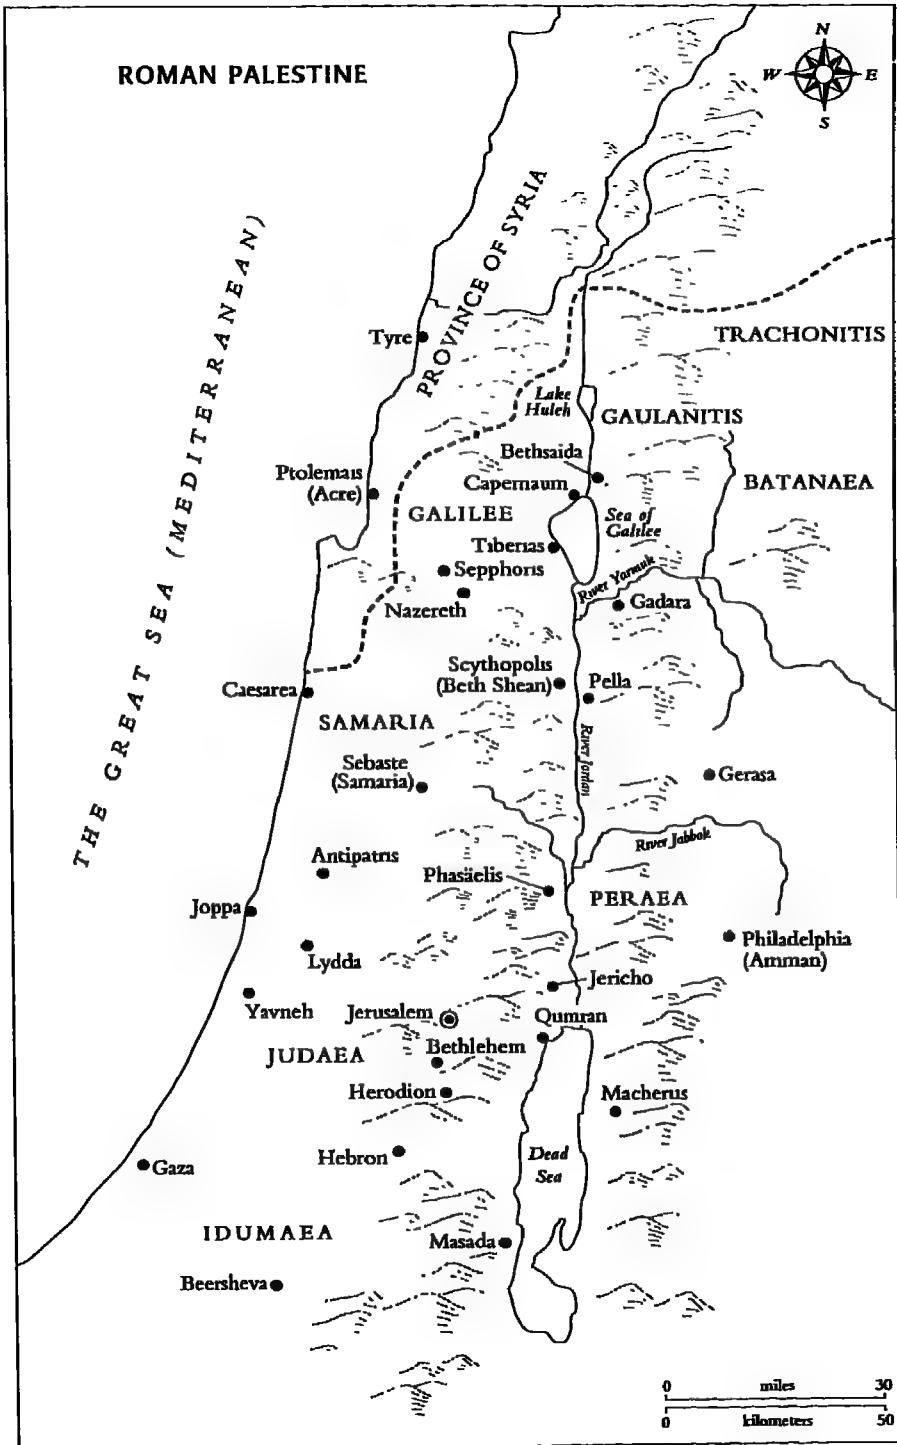 N
ROMAN PALESTINE
W E
S
PROVINCE OF SYRIA
THE GREAT SEA (MEDITERRANEAN)
Tyre
TRACHONITIS
Lake
Huleh
GAULANITIS
Bethsaida
Ptolemais
(Acre)
Capernaum
BATANAEA
GALILEE
Sea of
Galilee
Tiberias
Sepphoris
River Yarmuk
Nazereth
Gadara
Scythopolis
(Beth Shean)
Caesarea
Pella
SAMARIA
River Jordan
Sebaste
(Samaria)
Gerasa
River Jabbok
Antipatris
Phasäelis
PERAEA
Joppa
Philadelphia
(Amman)
Lydda
Jericho
Yavneh
Jerusalem
Qumran
JUDAEA
Bethlehem
Herodion
Macherus
Hebron
Dead
Sea
Gaza
IDUMAEA
Masada
Beersheva
0 miles 30
0 kilometers 50